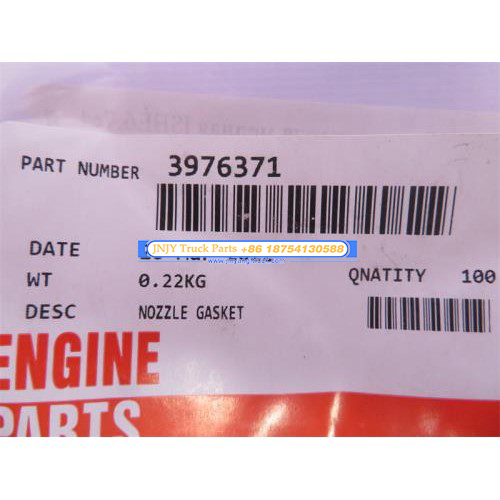 PART NUMBER 3976371
DATE
JNJY Truck Parts +86 18754130588
WT 0.22KG QNATITY 100
DESC NOZZLE GASKET
ENGINE
PARTS